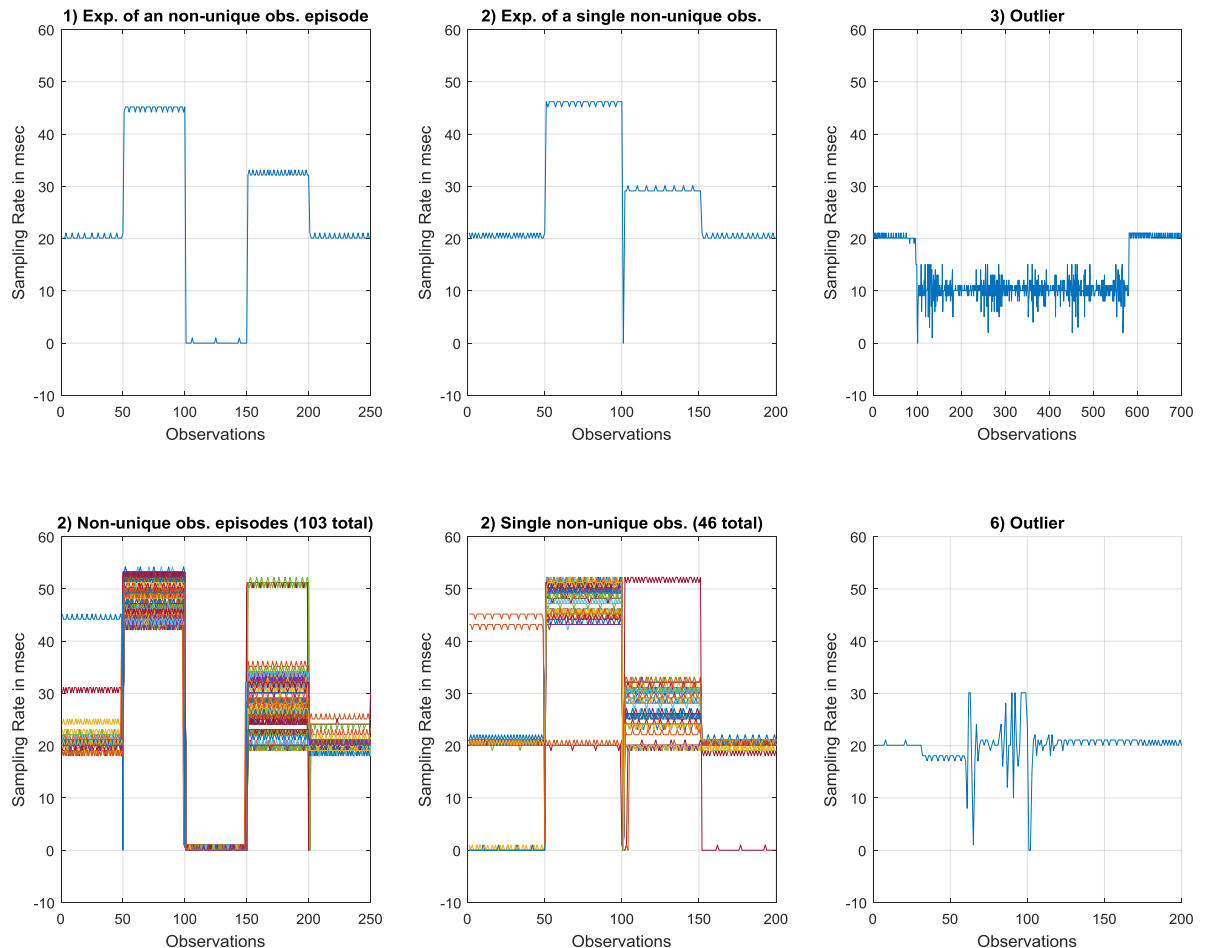 1) Exp. of an non-unique obs. episode
60
50
40
30
20
10
0
-10
0 50 100 150 200 250
Sampling Rate in msec
Observations
2) Exp. of a single non-unique obs.
60
50
40
30
20
10
0
-10
0 50 100 150 200
Sampling Rate in msec
Observations
3) Outlier
60
50
40
30
20
10
0
-10
0 100 200 300 400 500 600 700
Sampling Rate in msec
Observations
2) Non-unique obs. episodes (103 total)
60
50
40
30
20
10
0
-10
0 50 100 150 200 250
Sampling Rate in msec
Observations
2) Single non-unique obs. (46 total)
60
50
40
30
20
10
0
-10
0 50 100 150 200
Sampling Rate in msec
Observations
6) Outlier
60
50
40
30
20
10
0
-10
50 100 150 200
Sampling Rate in msec
Observations